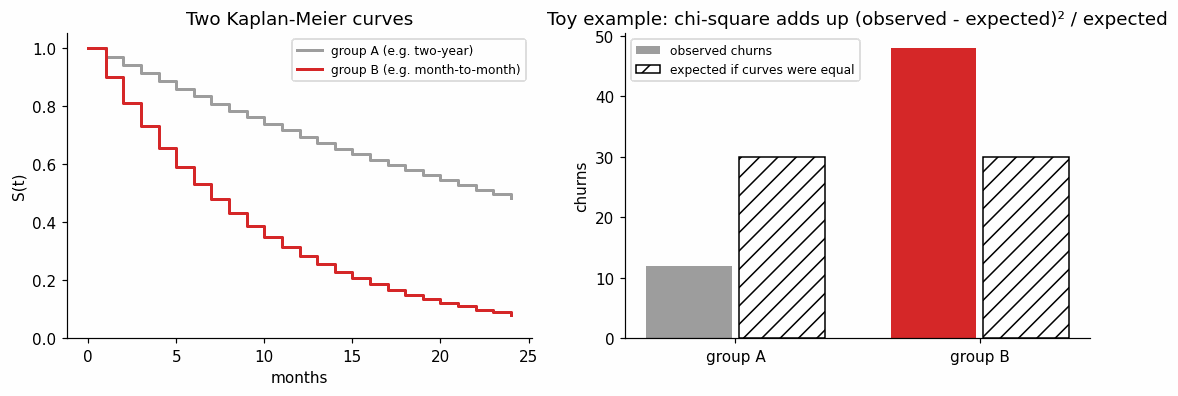 Two Kaplan-Meier curves
1.0
0.8
0.6
0.4
0.2
0.0
S(t)
group A (e.g. two-year)
group B (e.g. month-to-month)
0 5 10 15 20 25
months
Toy example: chi-square adds up (observed - expected)² / expected
50
40
30
20
10
0
churns
observed churns
expected if curves were equal
group A group B